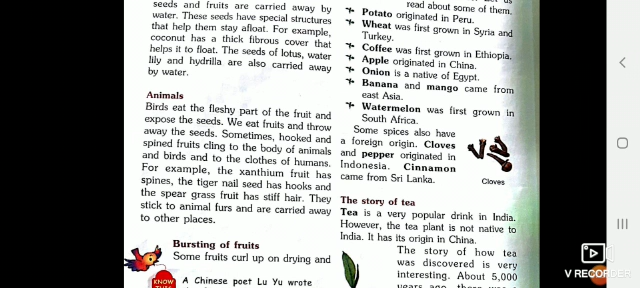 seeds and fruits are carried away by
water. These seeds have special structures
that help them stay afloat. For example,
coconut has a thick fibrous cover that
helps it to float. The seeds of lotus, water
lily and hydrilla are also carried away
by water.
Animals
Birds eat the fleshy part of the fruit and
expose the seeds. We eat fruits and throw
away the seeds. Sometimes, hooked and
spined fruits cling to the body of animals
and birds and to the clothes of humans.
For example, the xanthium fruit has
spines, the tiger nail seed has hooks and
the spear grass fruit has stiff hair. They
stick to animal furs and are carried away
to other places.
Bursting of fruits
Some fruits curl up on drying and
KNOW
A Chinese poet Lu Yu wrote
us
read about some of them.
Potato originated in Peru.
Wheat was first grown in Syria and
Turkey.
Coffee was first grown in Ethiopia.
Apple originated in China.
Onion is a native of Egypt.
Banana and mango came from
east Asia.
Watermelon was first grown in
South Africa.
Some spices also have
a foreign origin. Cloves
and pepper originated in
Indonesia. Cinnamon
came from Sri Lanka.
Cloves
The story of tea
Tea is a very popular drink in India.
However, the tea plant is not native to
India. It has its origin in China.
The story of how tea
was discovered is very
interesting. About 5,000
years ago, there was
V RECORDER